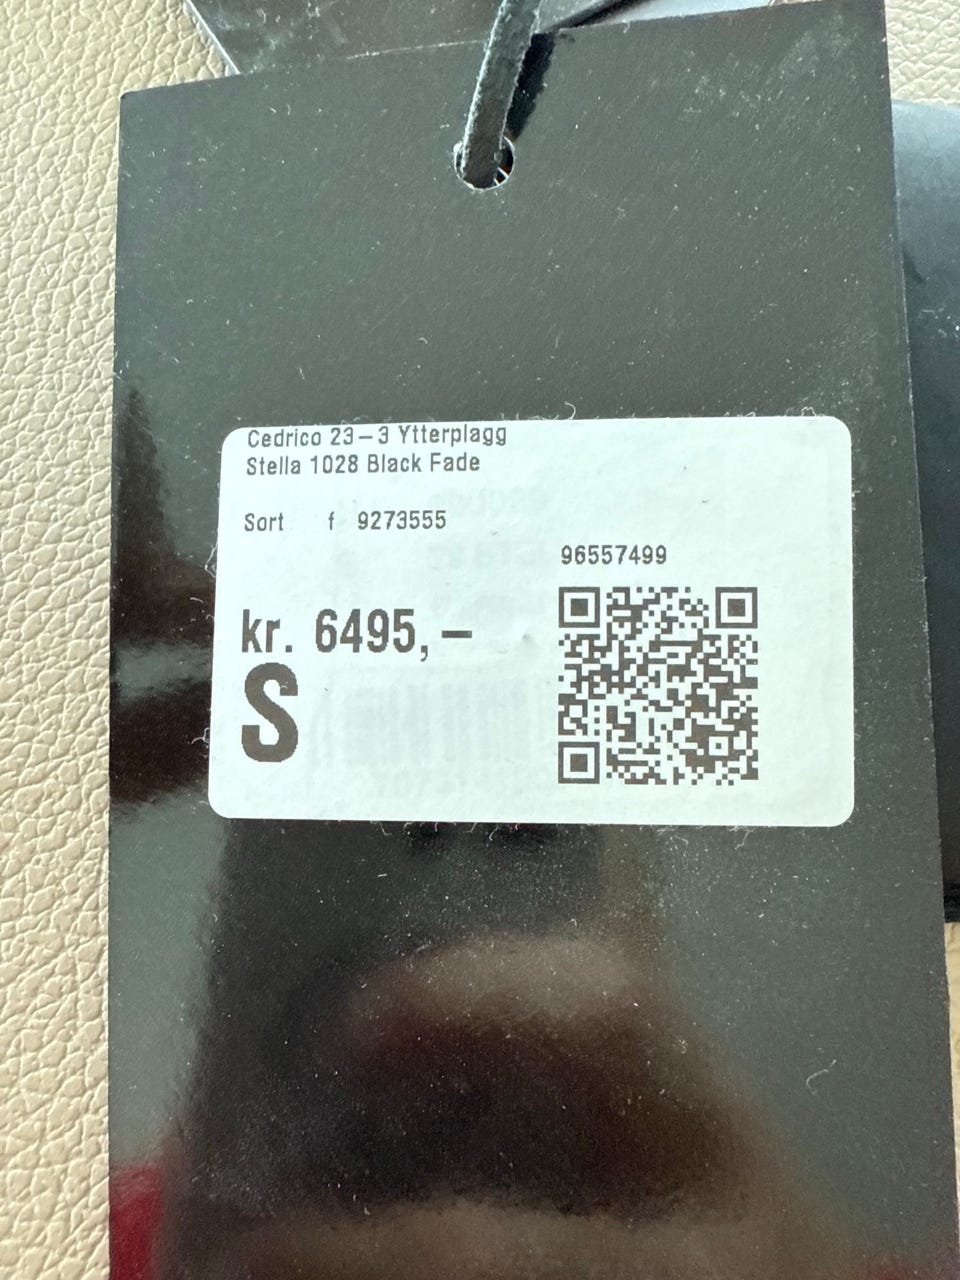 Cedrico 23-3 Ytterplagg
Stella 1028 Black Fade
Sort f 9273555
96557499
kr. 6495,-
S